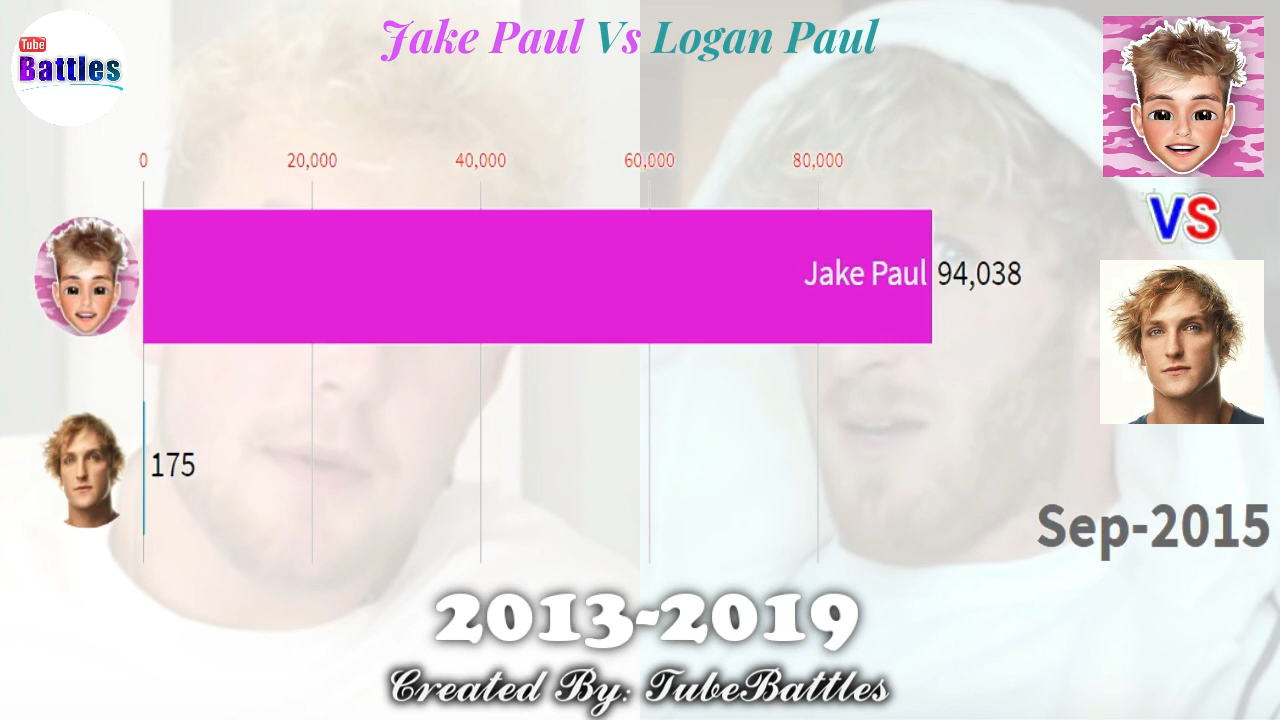 Jake Paul Vs Logan Paul
Tube
Battles
0 20,000 40,000 60,000 80,000
VS
Jake Paul 94,038
175
Sep-2015
2013-2019
Created By: TubeBattles